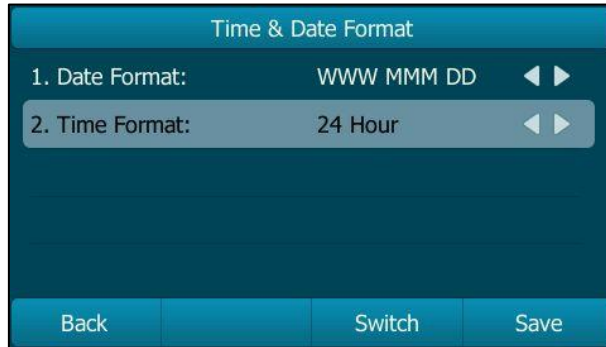 Time & Date Format
1. Date Format: WWW MMM DD
2. Time Format: 24 Hour
Back Switch Save